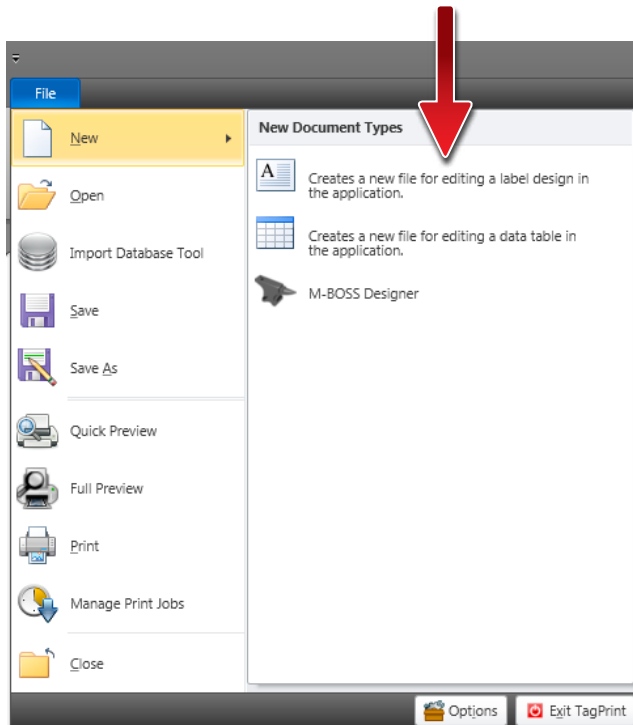 File
New
Open
Import Database Tool
Save
Save As
Quick Preview
Full Preview
Print
Manage Print Jobs
Close
New Document Types
A
Creates a new file for editing a label design in
the application.
Creates a new file for editing a data table in
the application.
M-BOSS Designer
Options
Exit TagPrint